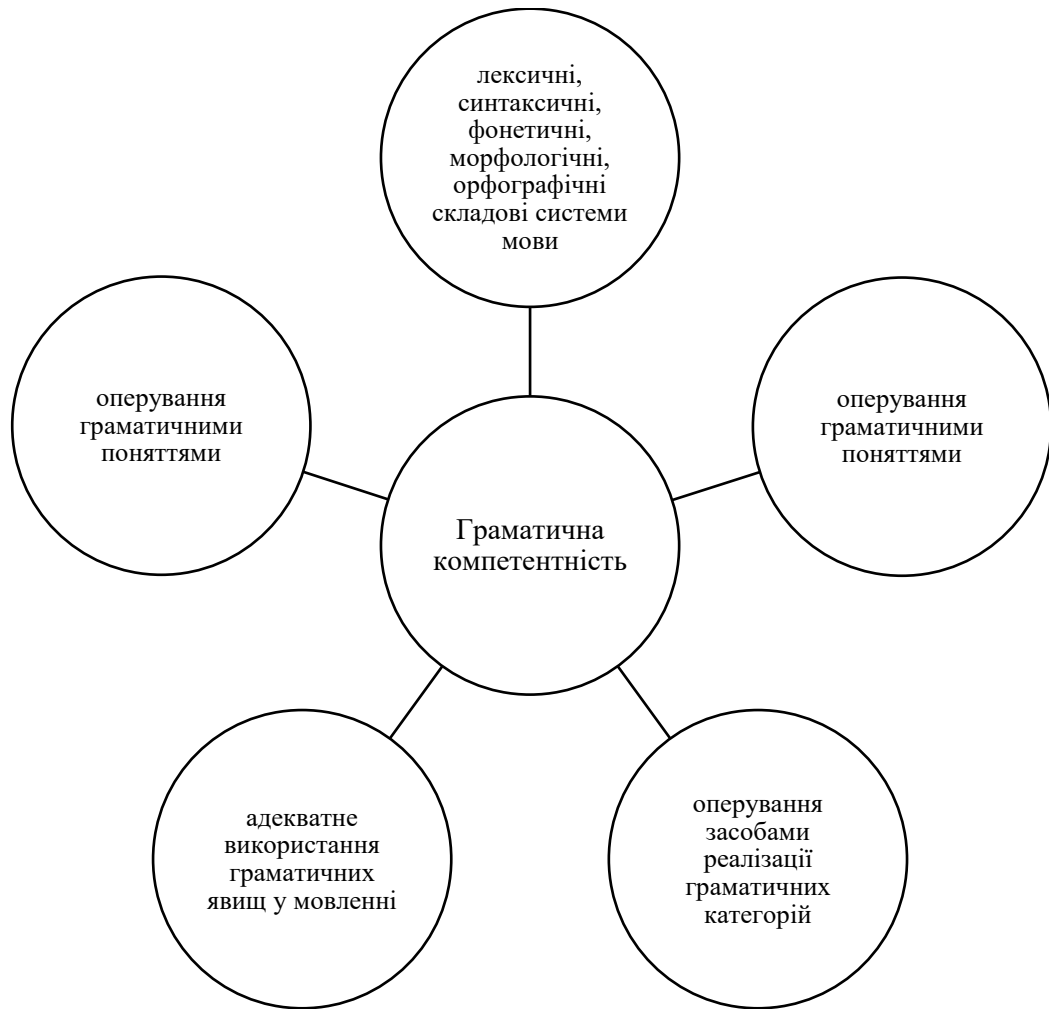 лексичні,
синтаксичні,
фонетичні,
морфологічні,
орфографічні
складові системи
мови
оперування
граматичними
поняттями
оперування
граматичними
поняттями
Граматична
компетентність
адекватне
використання
граматичних
явищ у мовленні
оперування
засобами
реалізації
граматичних
категорій